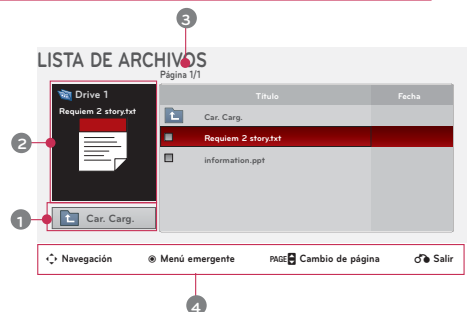 3
LISTA DE ARCHIVOS
Página 1/1
Drive 1
Requiem 2 story.txt
Título Fecha
Car. Carg.
Requiem 2 story.txt
information.ppt
2
1
Car. Carg.
Navegación Menú emergente PAGE Cambio de página Salir
4